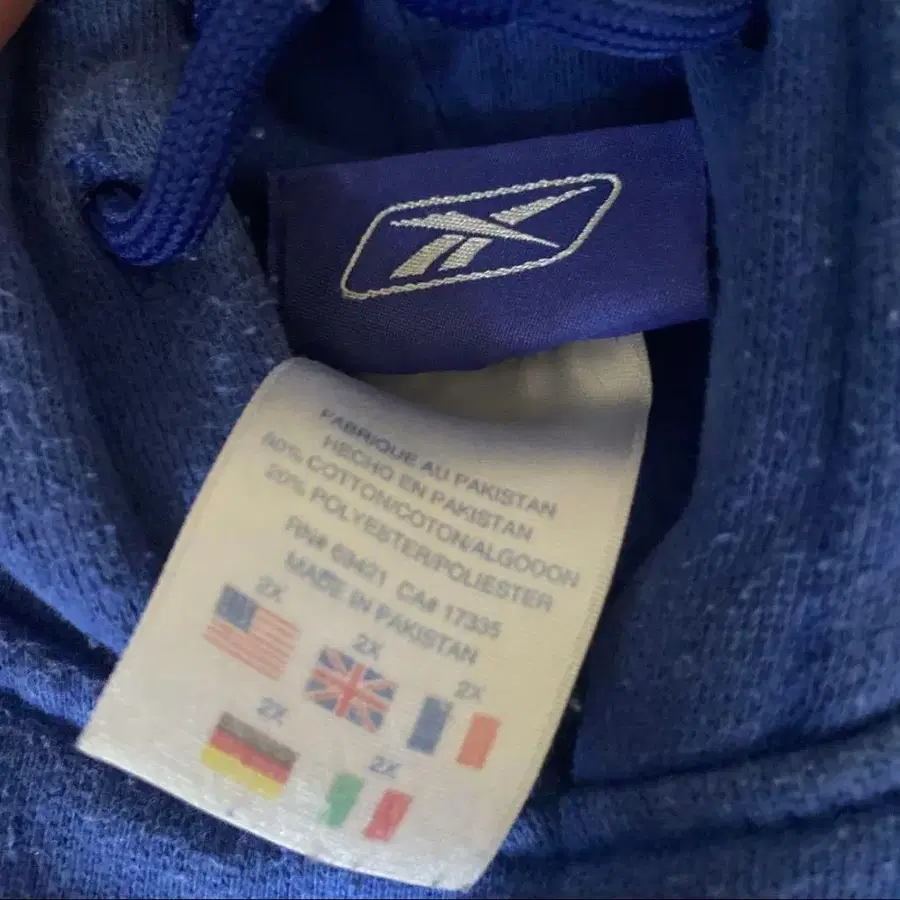 FABRIQUE AU PAKISTAN
HECHO EN PAKISTAN
80% COTTON/COTON/ALGODON
20% POLYESTER/POLIESTER
RN# 68421 CA# 17335
MADE IN PAKISTAN
2X
2X
2X
2X
2X